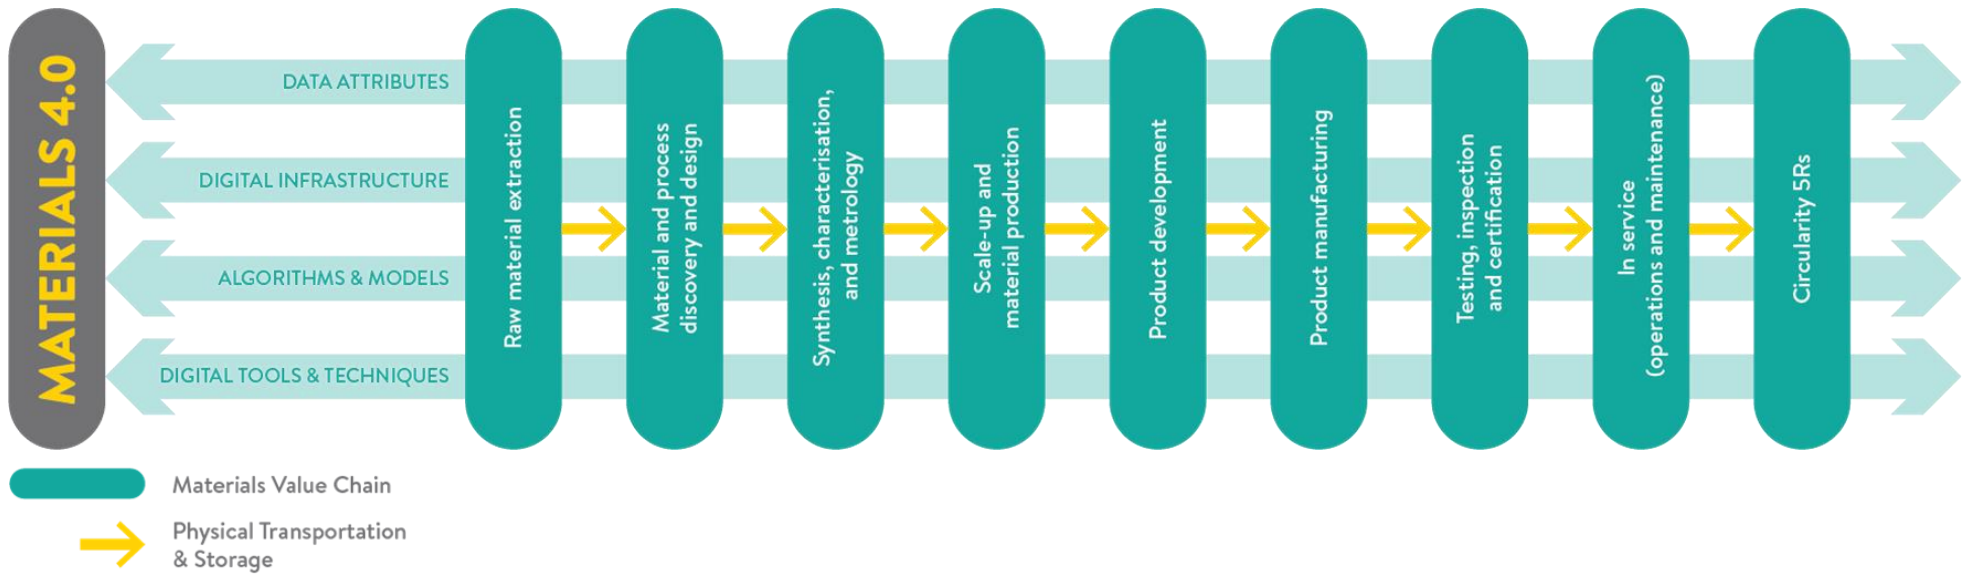 MATERIALS 4.0
DATA ATTRIBUTES
DIGITAL INFRASTRUCTURE
ALGORITHMS & MODELS
DIGITAL TOOLS & TECHNIQUES
Raw material extraction
Material and process
discovery and design
Synthesis, characterisation,
and metrology
Scale-up and
material production
Product development
Product manufacturing
Testing, inspection
and certification
In service
(operations and maintenance)
Circularity 5Rs
Materials Value Chain
Physical Transportation
& Storage